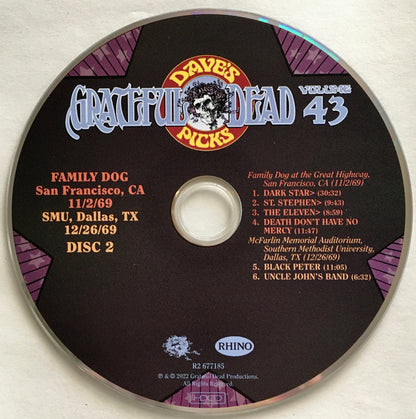 DAVE'S
GRATEFUL DEAD
PICKS
VOLUME
43
FAMILY DOG
San Francisco, CA
11/2/69
SMU, Dallas, TX
12/26/69
DISC 2
Family Dog at the Great Highway,
San Francisco, CA (11/2/69)
1. DARK STAR> (30:32)
2. ST. STEPHEN> (9:43)
3. THE ELEVEN> (8:59)
4. DEATH DON'T HAVE NO
MERCY (11:47)
McFarlin Memorial Auditorium,
Southern Methodist University,
Dallas, TX (12/26/69)
5. BLACK PETER (11:05)
6. UNCLE JOHN'S BAND (6:32)
RHINO
R2 677185
℗ & © 2022 Grateful Dead Productions.
All Rights Reserved.
HDCD